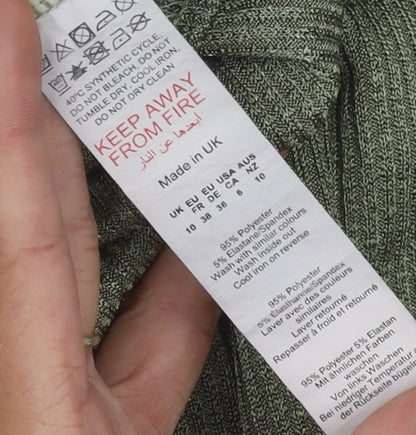 40°C SYNTHETIC CYCLE.
DO NOT BLEACH, DO NOT
TUMBLE DRY, COOL IRON.
DO NOT DRY CLEAN
KEEP AWAY
FROM FIRE
ابعدها عن النار
Made in UK
UK EU EU USA AUS
FR DE CA NZ
10 38 36 6 10
95% Polyester
5% Elastane/Spandex
Wash with similar colours
Wash inside out
Cool iron on reverse
95% Polyester
5% Elastane/Spandex
Laver avec des couleurs
similaires
Laver retourné
Repasser à froid et retourné
95% Polyester 5% Elastan
Mit ähnlichen Farben
waschen
Von links Waschen
Bei niedriger Temperatur
der Rückseite bügeln